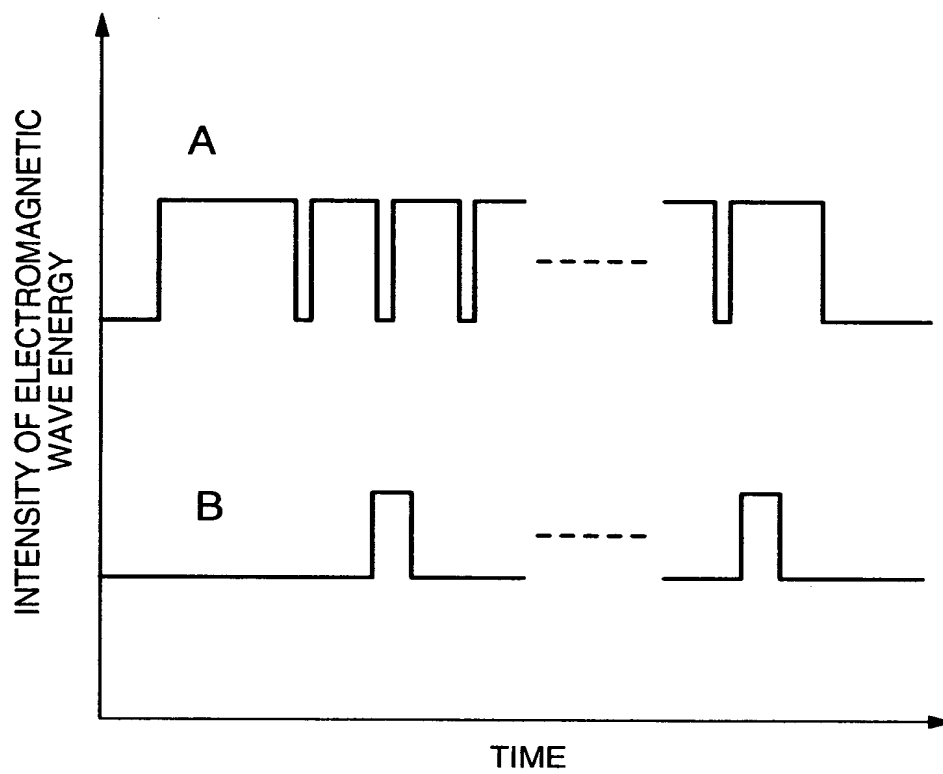 INTENSITY OF ELECTROMAGNETIC
WAVE ENERGY
A
B
TIME